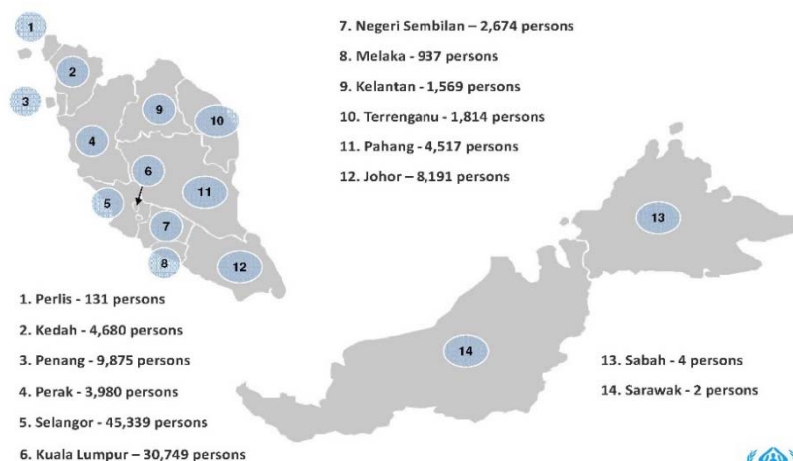 1
2
3
4
5
6
7
8
9
10
11
12
13
14
7. Negeri Sembilan – 2,674 persons
8. Melaka - 937 persons
9. Kelantan - 1,569 persons
10. Terrenganu - 1,814 persons
11. Pahang - 4,517 persons
12. Johor – 8,191 persons
1. Perlis - 131 persons
2. Kedah - 4,680 persons
3. Penang - 9,875 persons
4. Perak - 3,980 persons
5. Selangor - 45,339 persons
6. Kuala Lumpur – 30,749 persons
13. Sabah - 4 persons
14. Sarawak - 2 persons